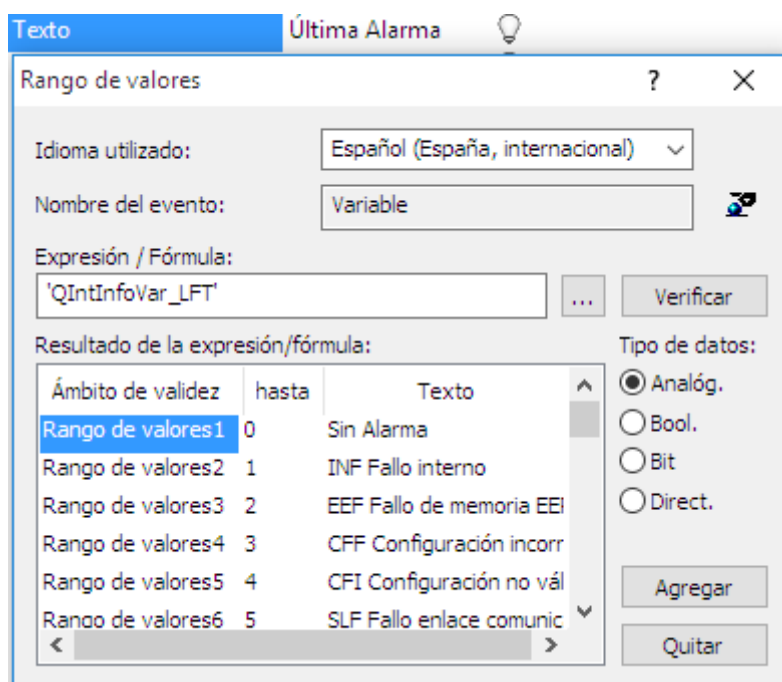 Texto Última Alarma
Rango de valores ? X
Idioma utilizado: Español (España, internacional)
Nombre del evento: Variable
Expresión / Fórmula:
'QIntInfoVar_LFT' ... Verificar
Resultado de la expresión/fórmula: Tipo de datos:
Ámbito de validez hasta Texto Analóg.
Rango de valores1 0 Sin Alarma Bool.
Rango de valores2 1 INF Fallo interno Bit
Rango de valores3 2 EEF Fallo de memoria EE Direct.
Rango de valores4 3 CFF Configuración incorr
Rango de valores5 4 CFI Configuración no vál Agregar
Rango de valores6 5 SLF Fallo enlace comunic
Quitar